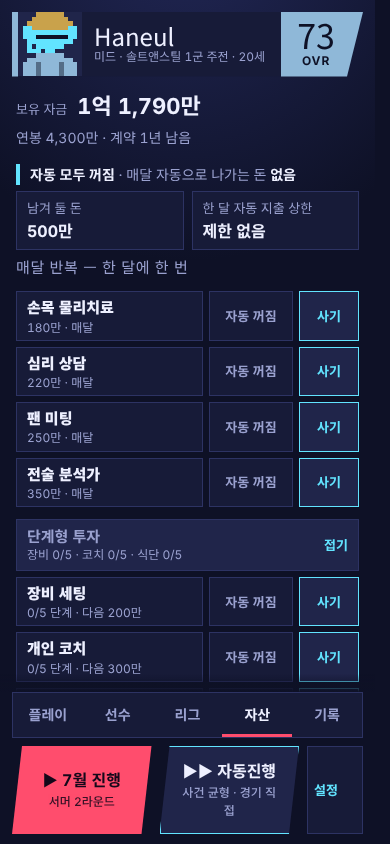 Haneul
미드 · 솔트앤스틸 1군 주전 · 20세
73
OVR
보유 자금 1억 1,790만
연봉 4,300만 · 계약 1년 남음
자동 모두 꺼짐 · 매달 자동으로 나가는 돈 없음
남겨 둘 돈
500만
한 달 자동 지출 상한
제한 없음
매달 반복 — 한 달에 한 번
손목 물리치료
180만 · 매달
자동 꺼짐
사기
심리 상담
220만 · 매달
자동 꺼짐
사기
팬 미팅
250만 · 매달
자동 꺼짐
사기
전술 분석가
350만 · 매달
자동 꺼짐
사기
단계형 투자
장비 0/5 · 코치 0/5 · 식단 0/5
접기
장비 세팅
0/5 단계 · 다음 200만
자동 꺼짐
사기
개인 코치
0/5 단계 · 다음 300만
자동 꺼짐
사기
플레이 선수 리그 자산 기록
▶ 7월 진행
서머 2라운드
▶▶ 자동진행
사건 균형 · 경기 직
접
설정